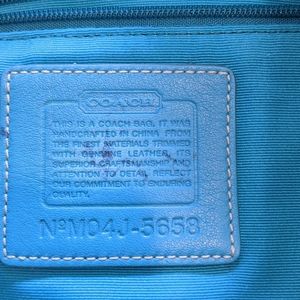 COACH
THIS IS A COACH BAG. IT WAS
HANDCRAFTED IN CHINA FROM
THE FINEST MATERIALS TRIMMED
WITH GENUINE LEATHER. ITS
SUPERIOR CRAFTSMANSHIP AND
ATTENTION TO DETAIL REFLECT
OUR COMMITMENT TO ENDURING
QUALITY.
NºM04J-5658